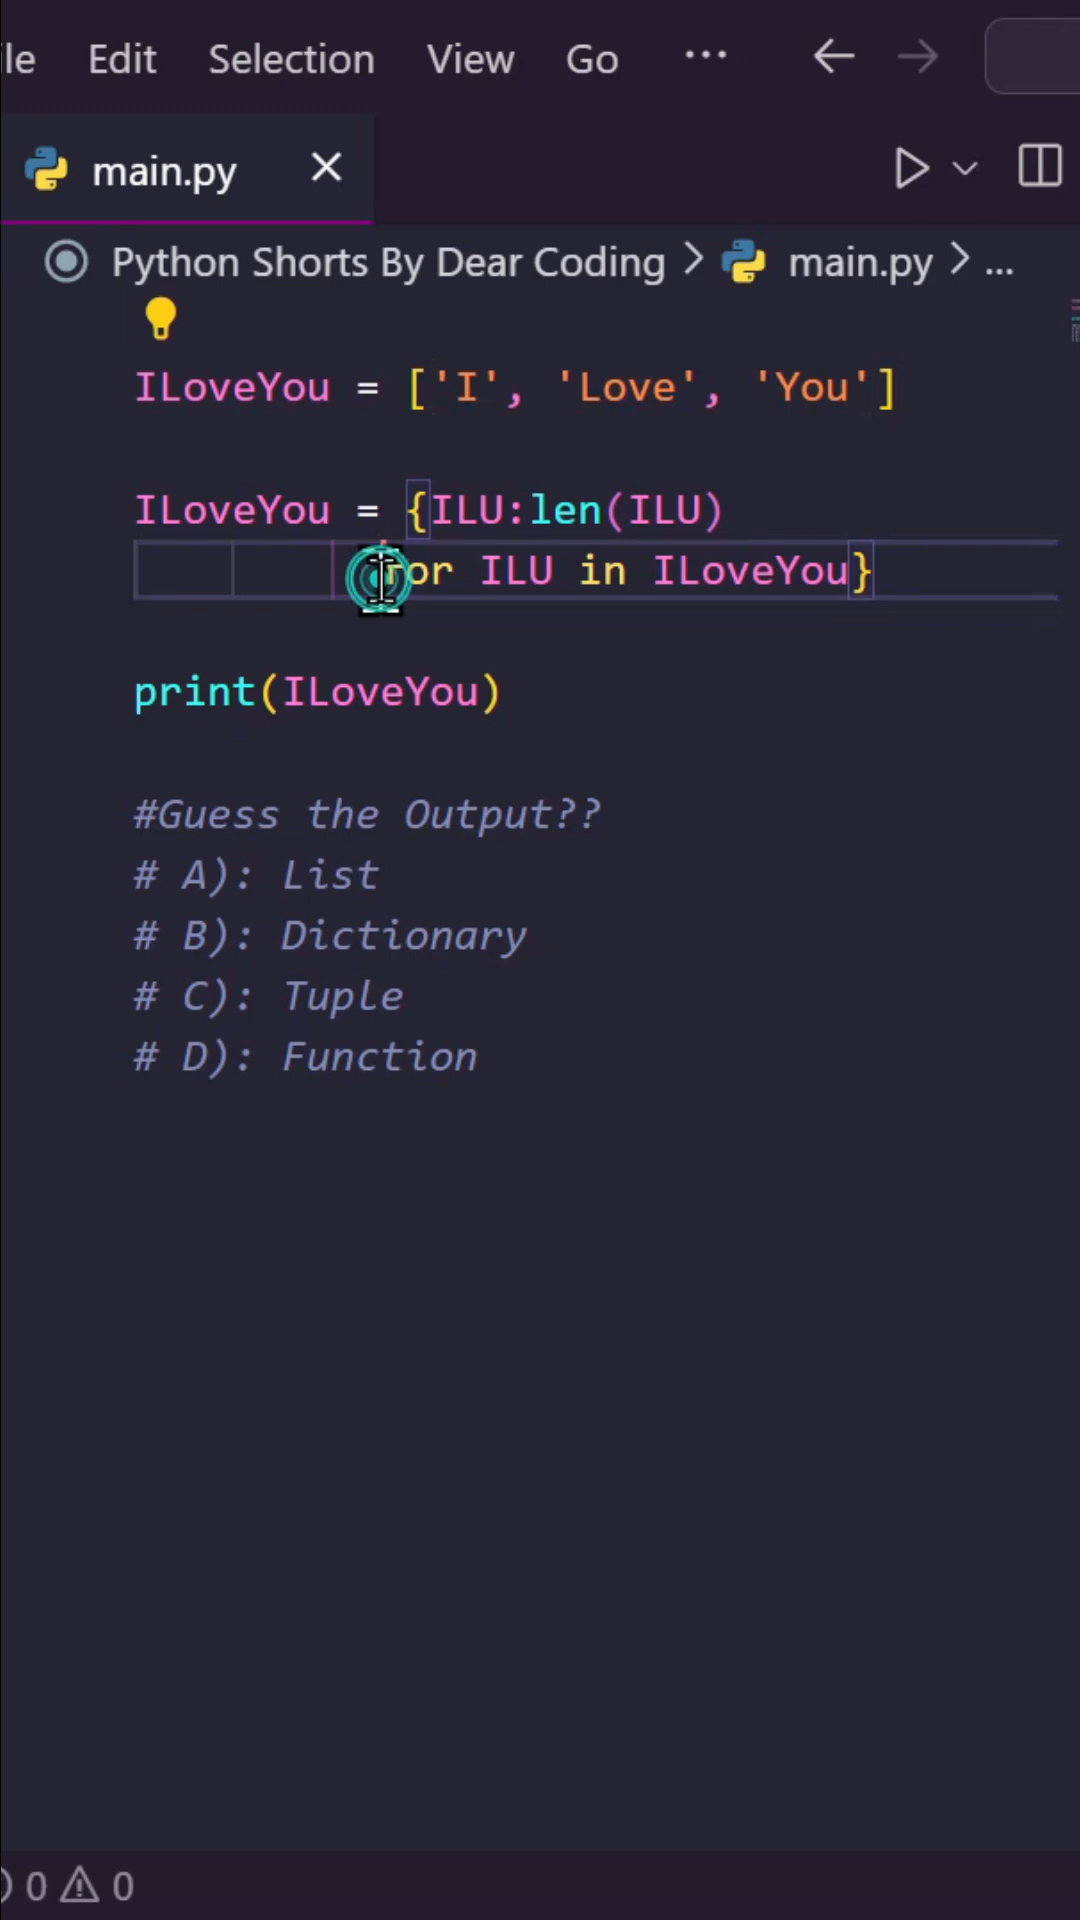 le Edit Selection View Go ...
main.py
Python Shorts By Dear Coding > main.py > ...
ILoveYou = ['I', 'Love', 'You']
ILoveYou = {ILU:len(ILU)
for ILU in ILoveYou}
print(ILoveYou)
#Guess the Output??
# A): List
# B): Dictionary
# C): Tuple
# D): Function
0 0